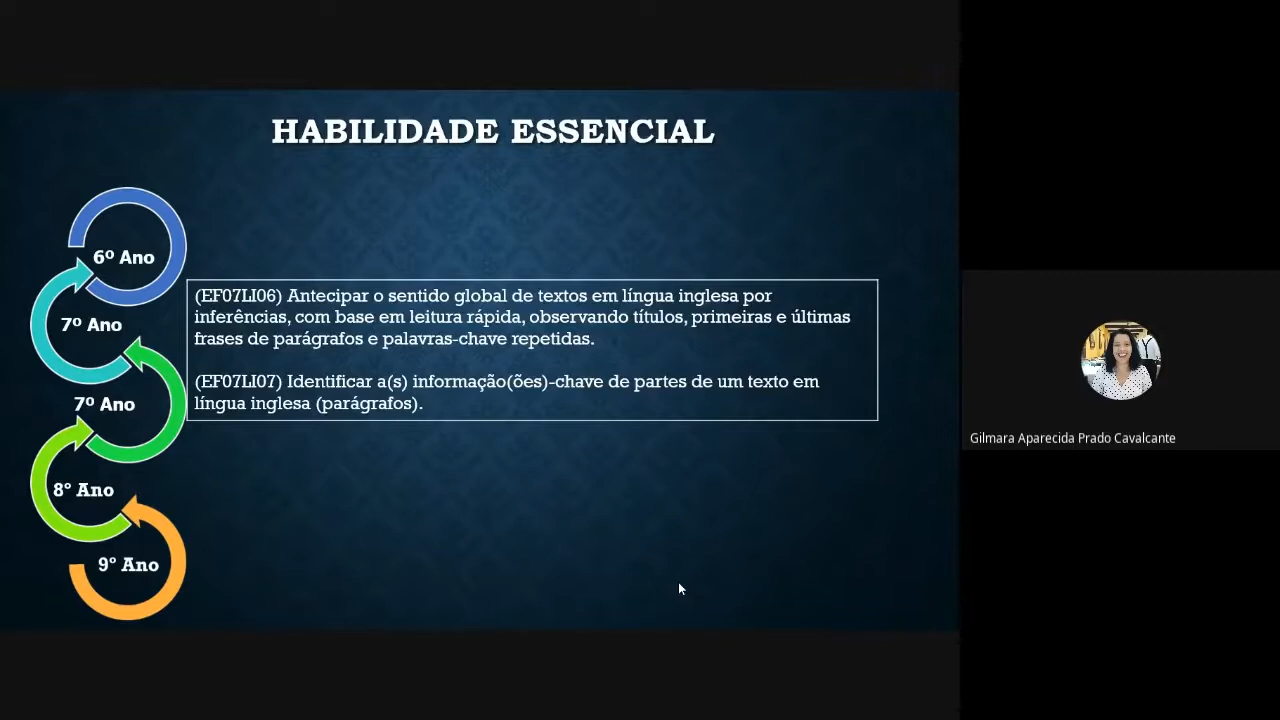 HABILIDADE ESSENCIAL
6º Ano
7º Ano
7º Ano
8º Ano
9º Ano
(EF07LI06) Antecipar o sentido global de textos em língua inglesa por
inferências, com base em leitura rápida, observando títulos, primeiras e últimas
frases de parágrafos e palavras-chave repetidas.
(EF07LI07) Identificar a(s) informação(ões)-chave de partes de um texto em
língua inglesa (parágrafos).
Gilmara Aparecida Prado Cavalcante